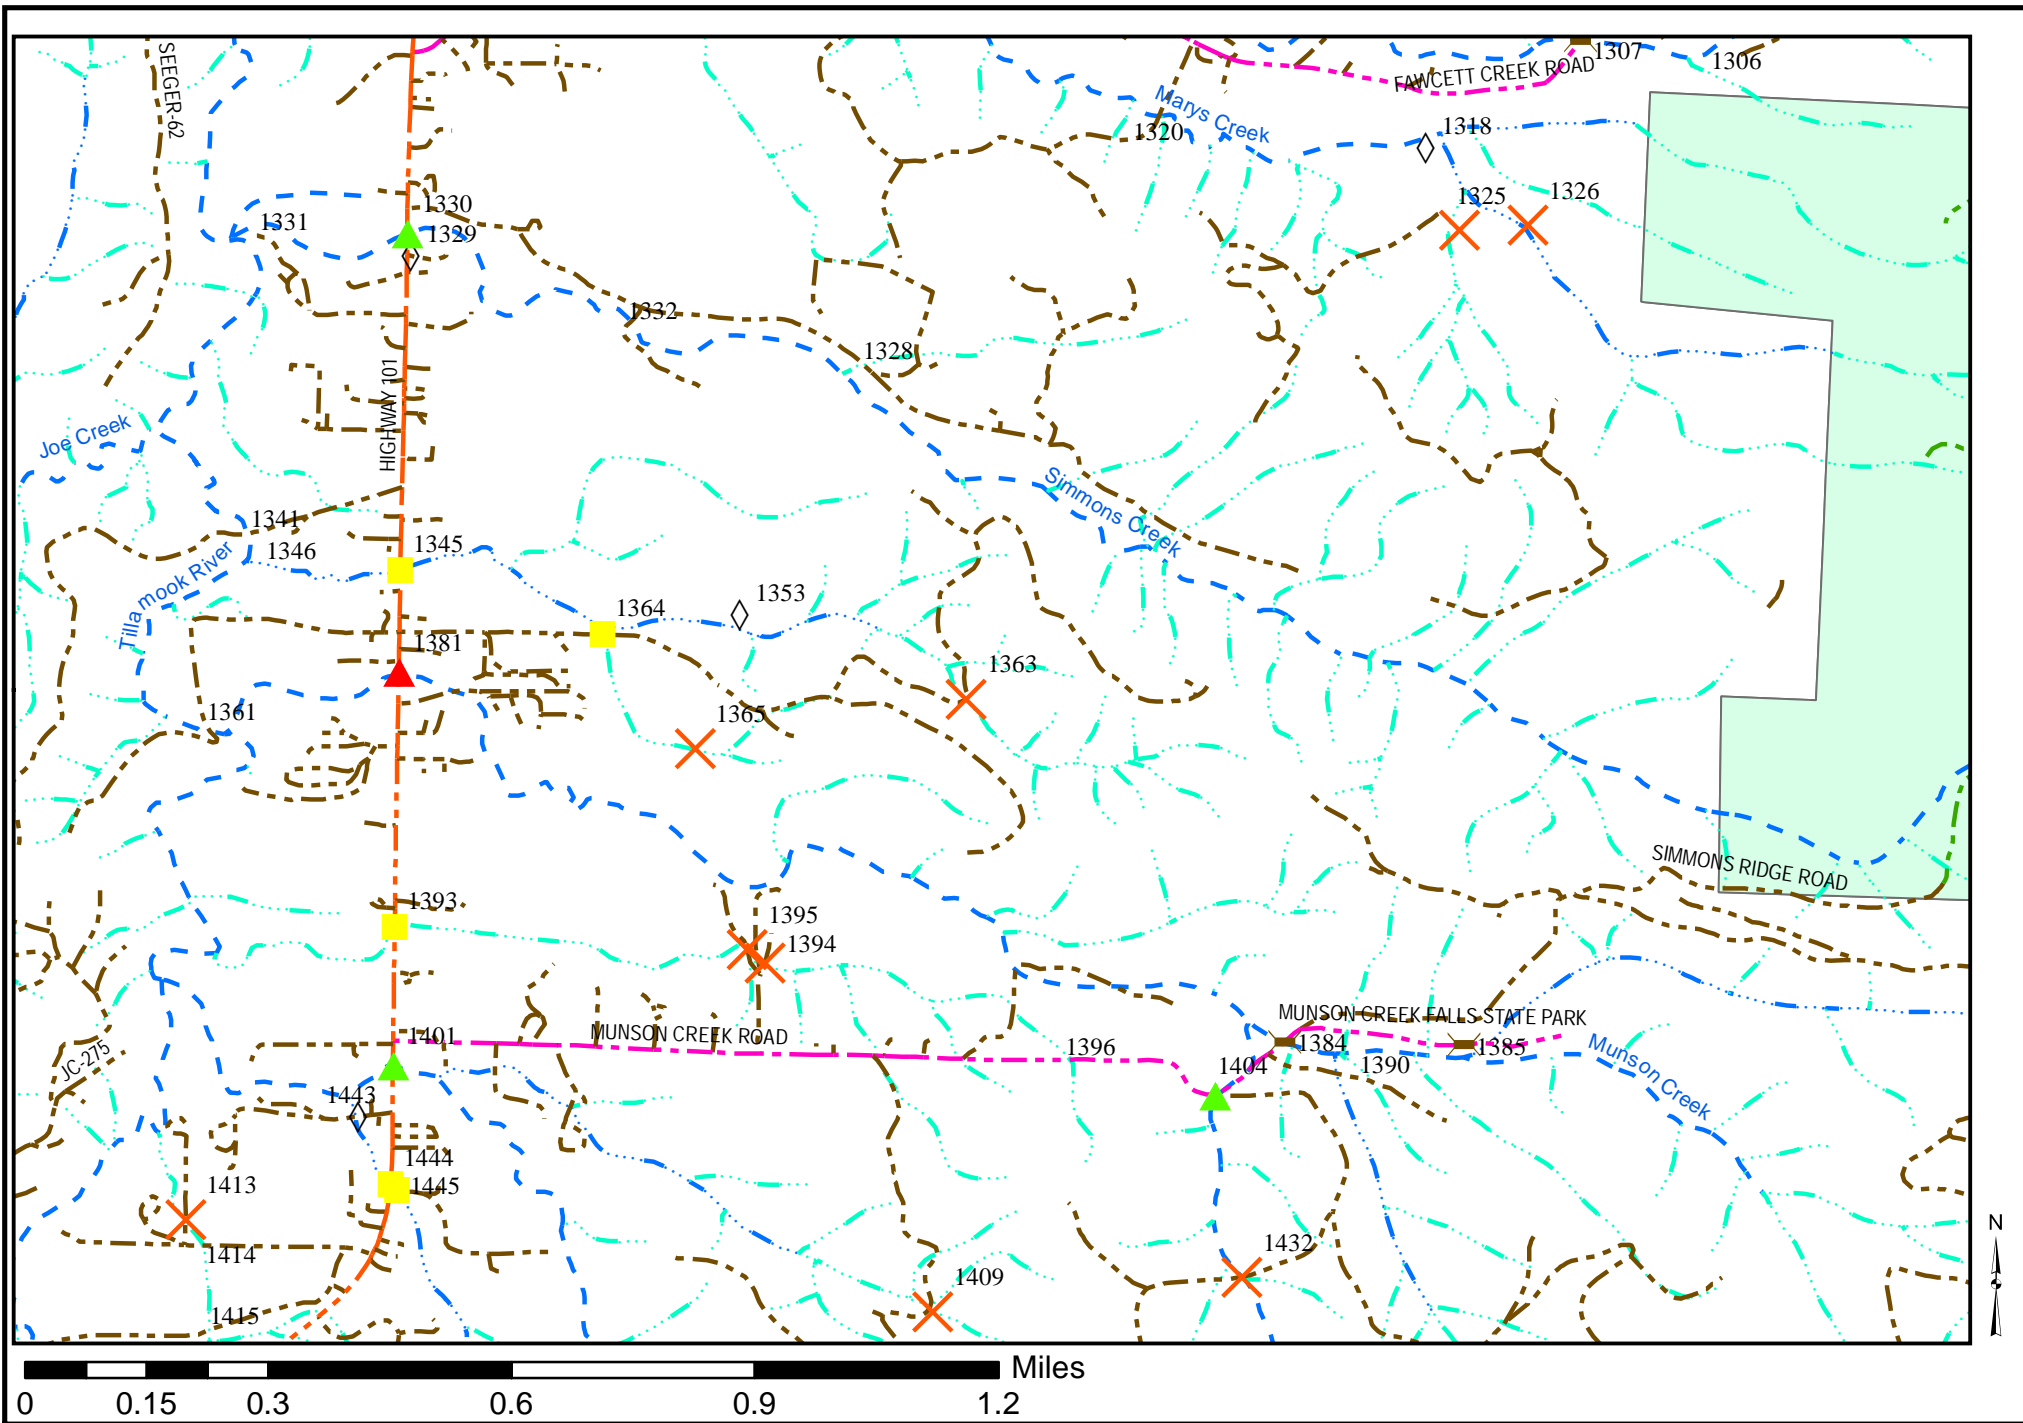 1307
1306
FAWCETT CREEK ROAD
SEEGER-62
Marys Creek
1320
1318
1325
1326
1330
1331
1329
1332
1328
HIGHWAY 101
Joe Creek
Simmons Creek
1341
1346
1345
Tillamook River
1353
1364
1381
1363
1361
1365
SIMMONS RIDGE ROAD
1393
1395
1394
MUNSON CREEK FALLS STATE PARK
1401
MUNSON CREEK ROAD
1396
1384
1385
1390
1404
Munson Creek
JC-275
1443
1444
1445
1413
1414
1432
1409
1415
N
Miles
0 0.15 0.3 0.6 0.9 1.2